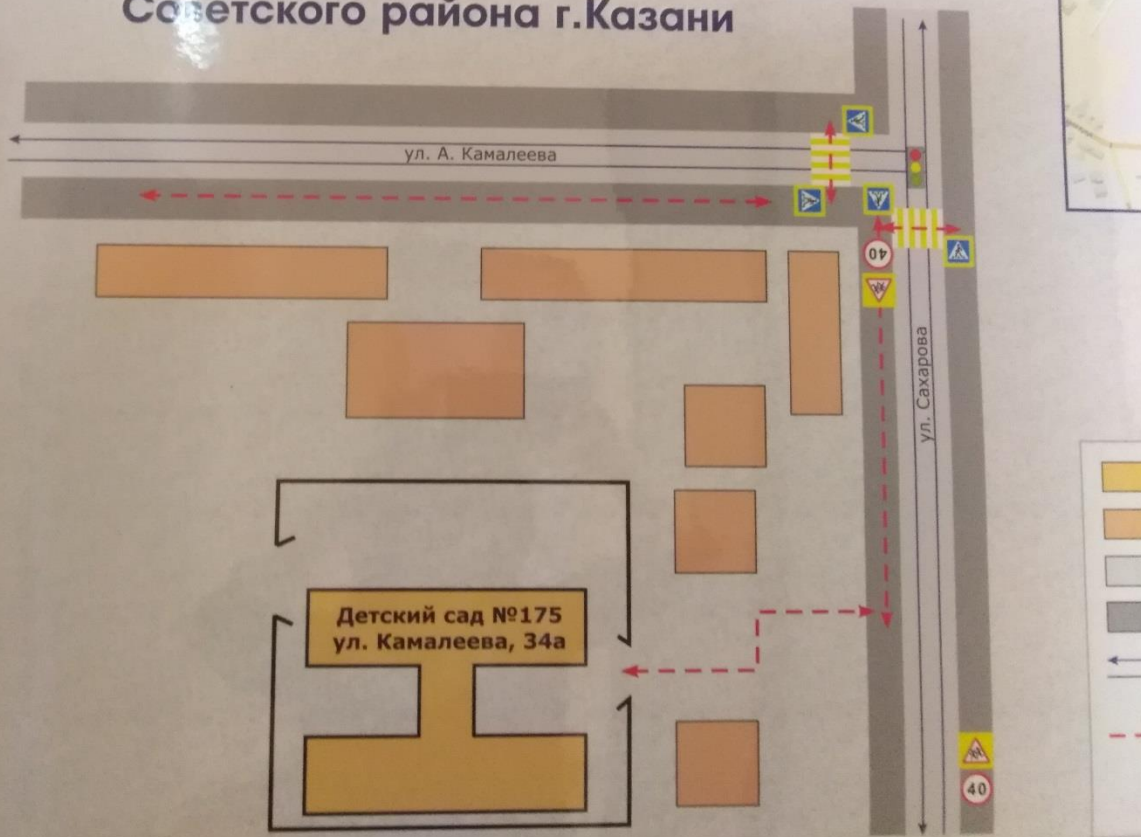 Советского района г.Казани
ул. А. Камалеева
40
ул. Сахарова
Детский сад №175
ул. Камалеева, 34а
40